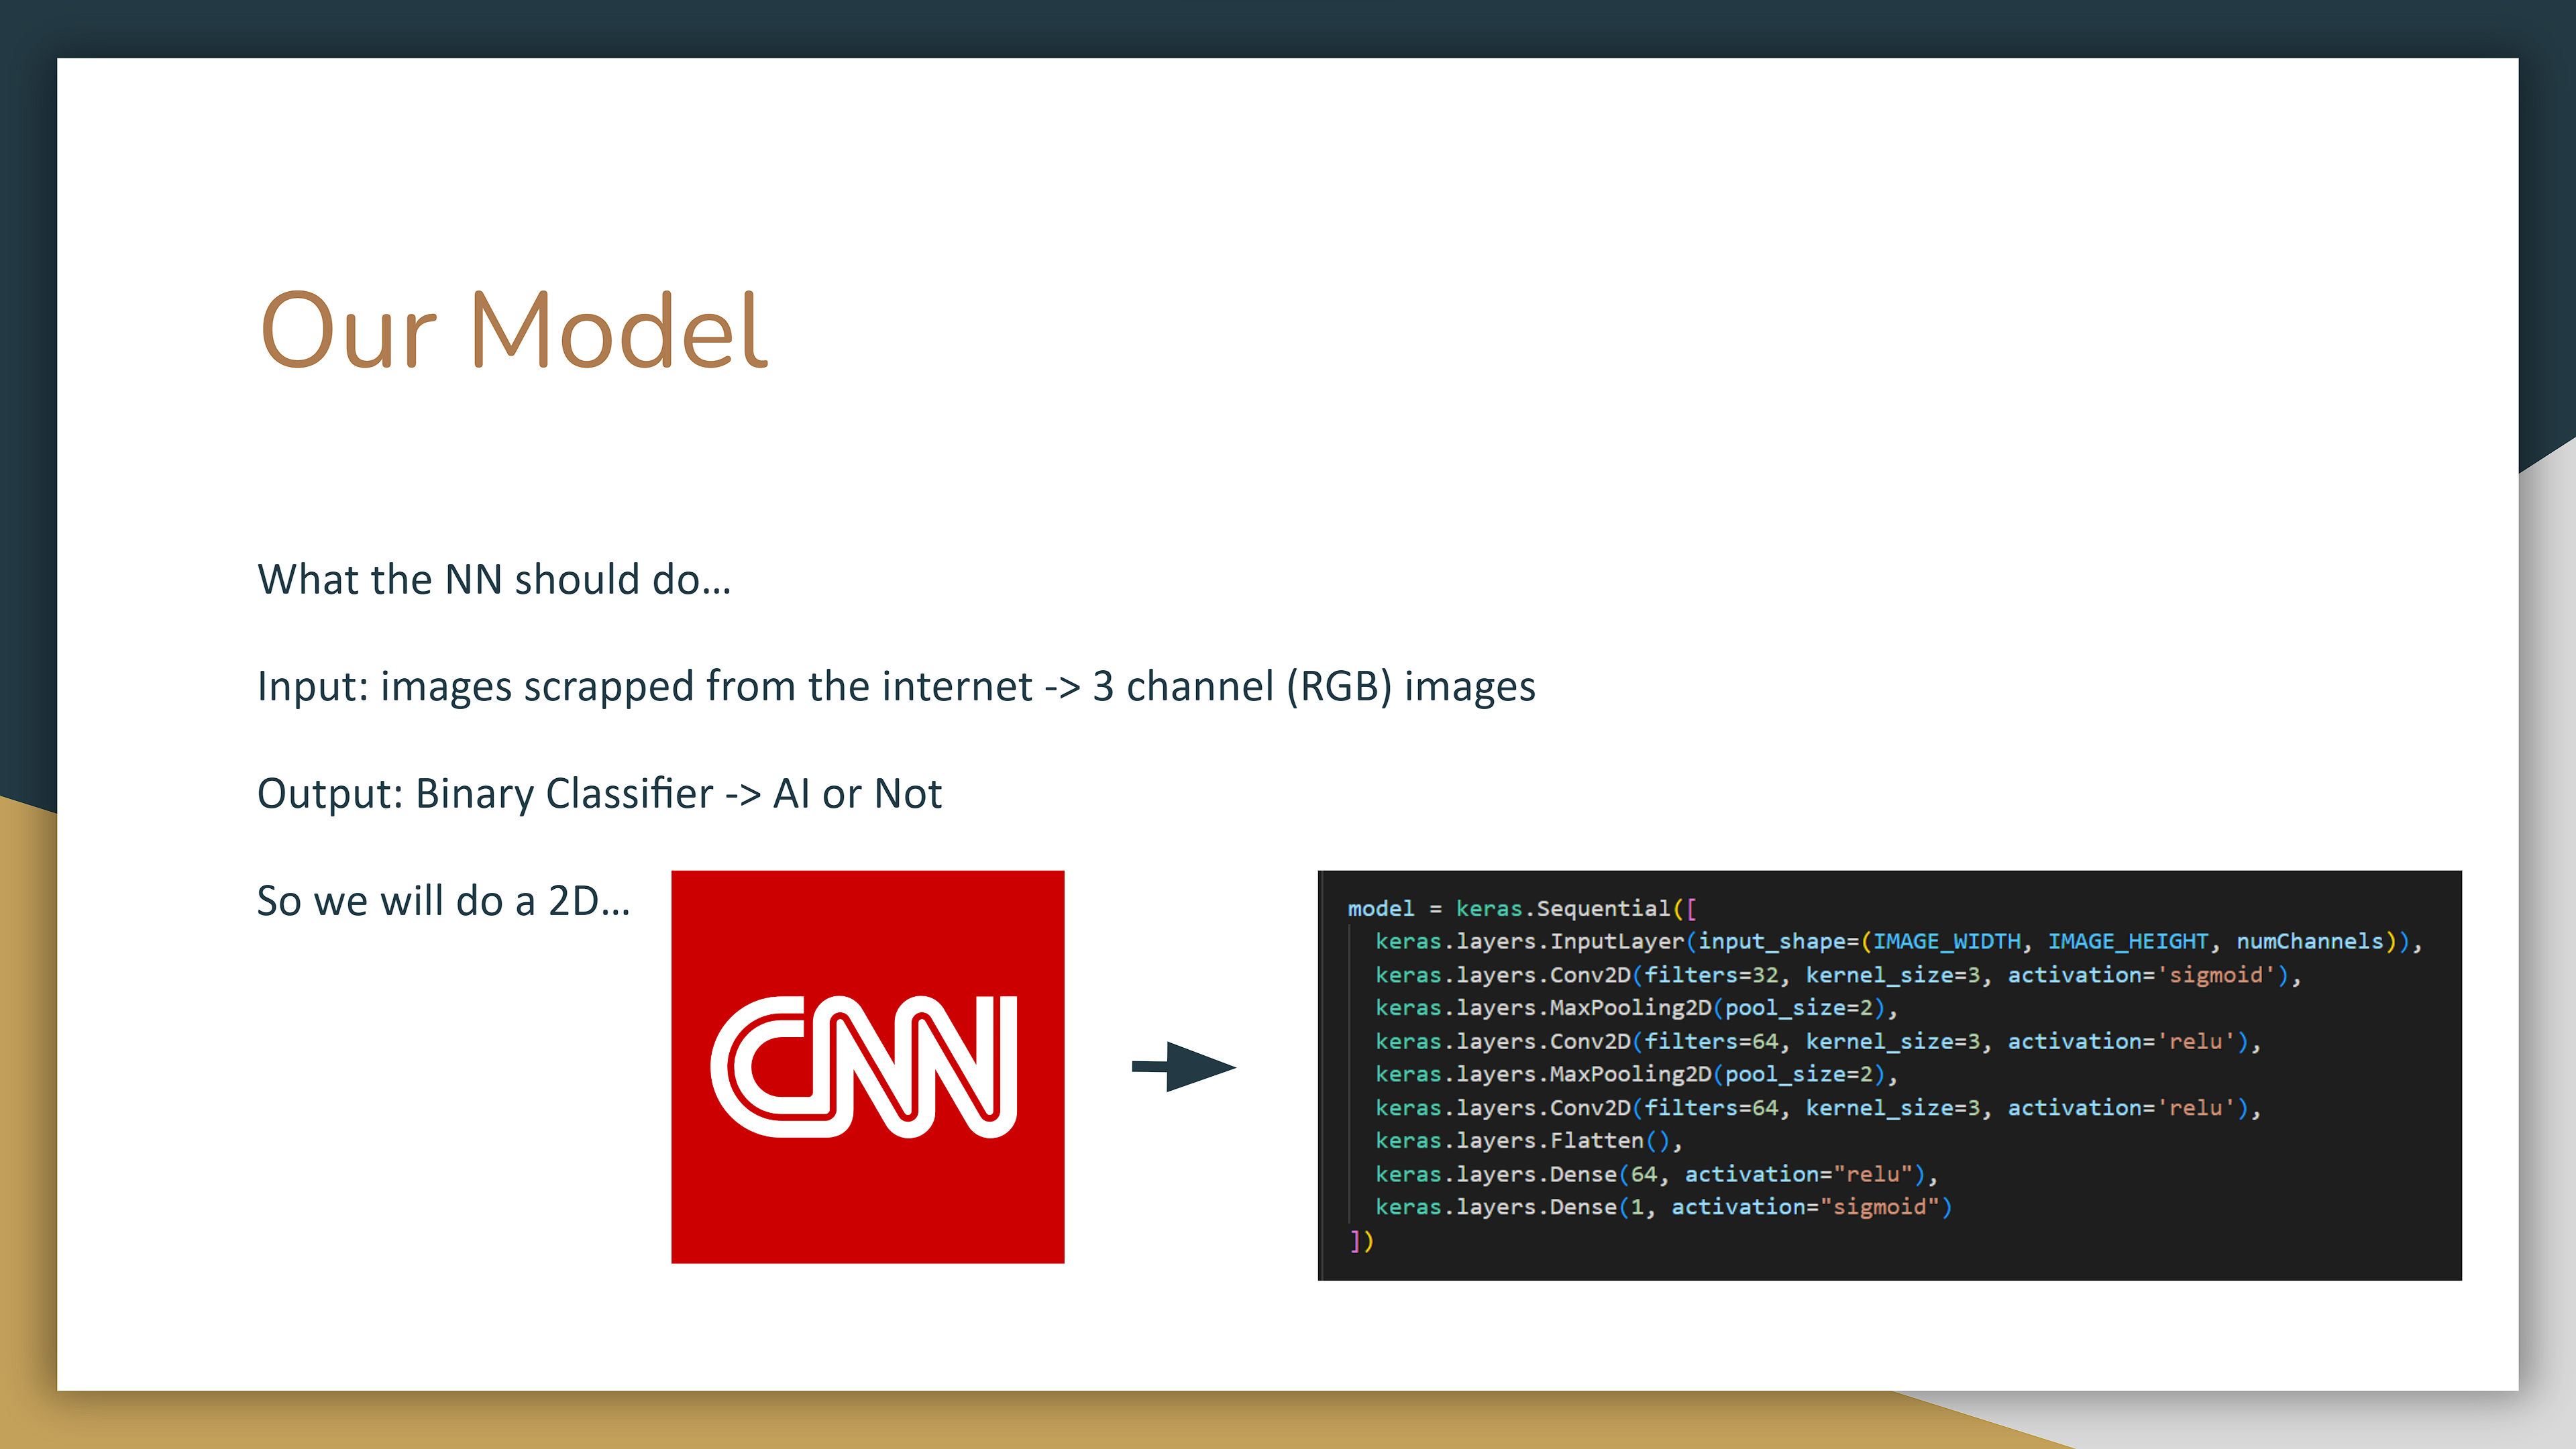 Our Model
What the NN should do...
Input: images scrapped from the internet -> 3 channel (RGB) images
Output: Binary Classifier -> AI or Not
So we will do a 2D...
CNN
model = keras.Sequential([
  keras.layers.InputLayer(input_shape=(IMAGE_WIDTH, IMAGE_HEIGHT, numChannels)),
  keras.layers.Conv2D(filters=32, kernel_size=3, activation='sigmoid'),
  keras.layers.MaxPooling2D(pool_size=2),
  keras.layers.Conv2D(filters=64, kernel_size=3, activation='relu'),
  keras.layers.MaxPooling2D(pool_size=2),
  keras.layers.Conv2D(filters=64, kernel_size=3, activation='relu'),
  keras.layers.Flatten(),
  keras.layers.Dense(64, activation="relu"),
  keras.layers.Dense(1, activation="sigmoid")
])